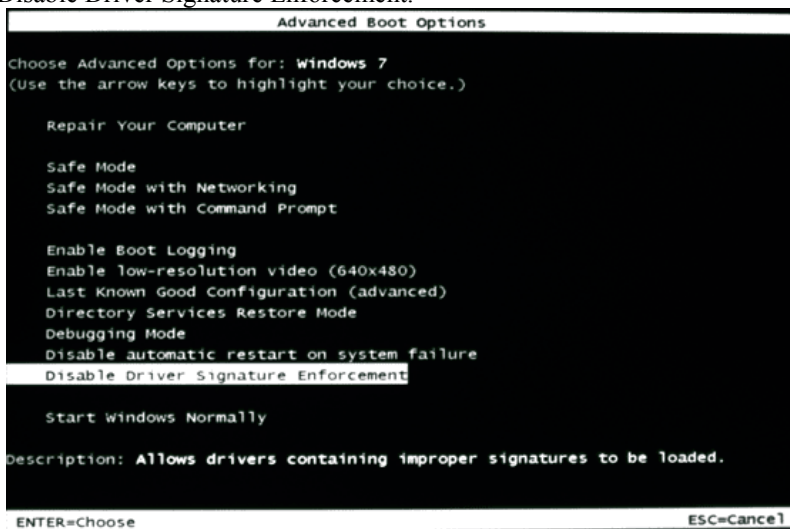 Disable Driver Signature Enforcement.
Advanced Boot Options
Choose Advanced Options for: Windows 7
(Use the arrow keys to highlight your choice.)
Repair Your Computer
Safe Mode
Safe Mode with Networking
Safe Mode with Command Prompt
Enable Boot Logging
Enable low-resolution video (640x480)
Last Known Good Configuration (advanced)
Directory Services Restore Mode
Debugging Mode
Disable automatic restart on system failure
Disable Driver Signature Enforcement
Start Windows Normally
Description: Allows drivers containing improper signatures to be loaded.
ENTER=Choose
ESC=Cancel